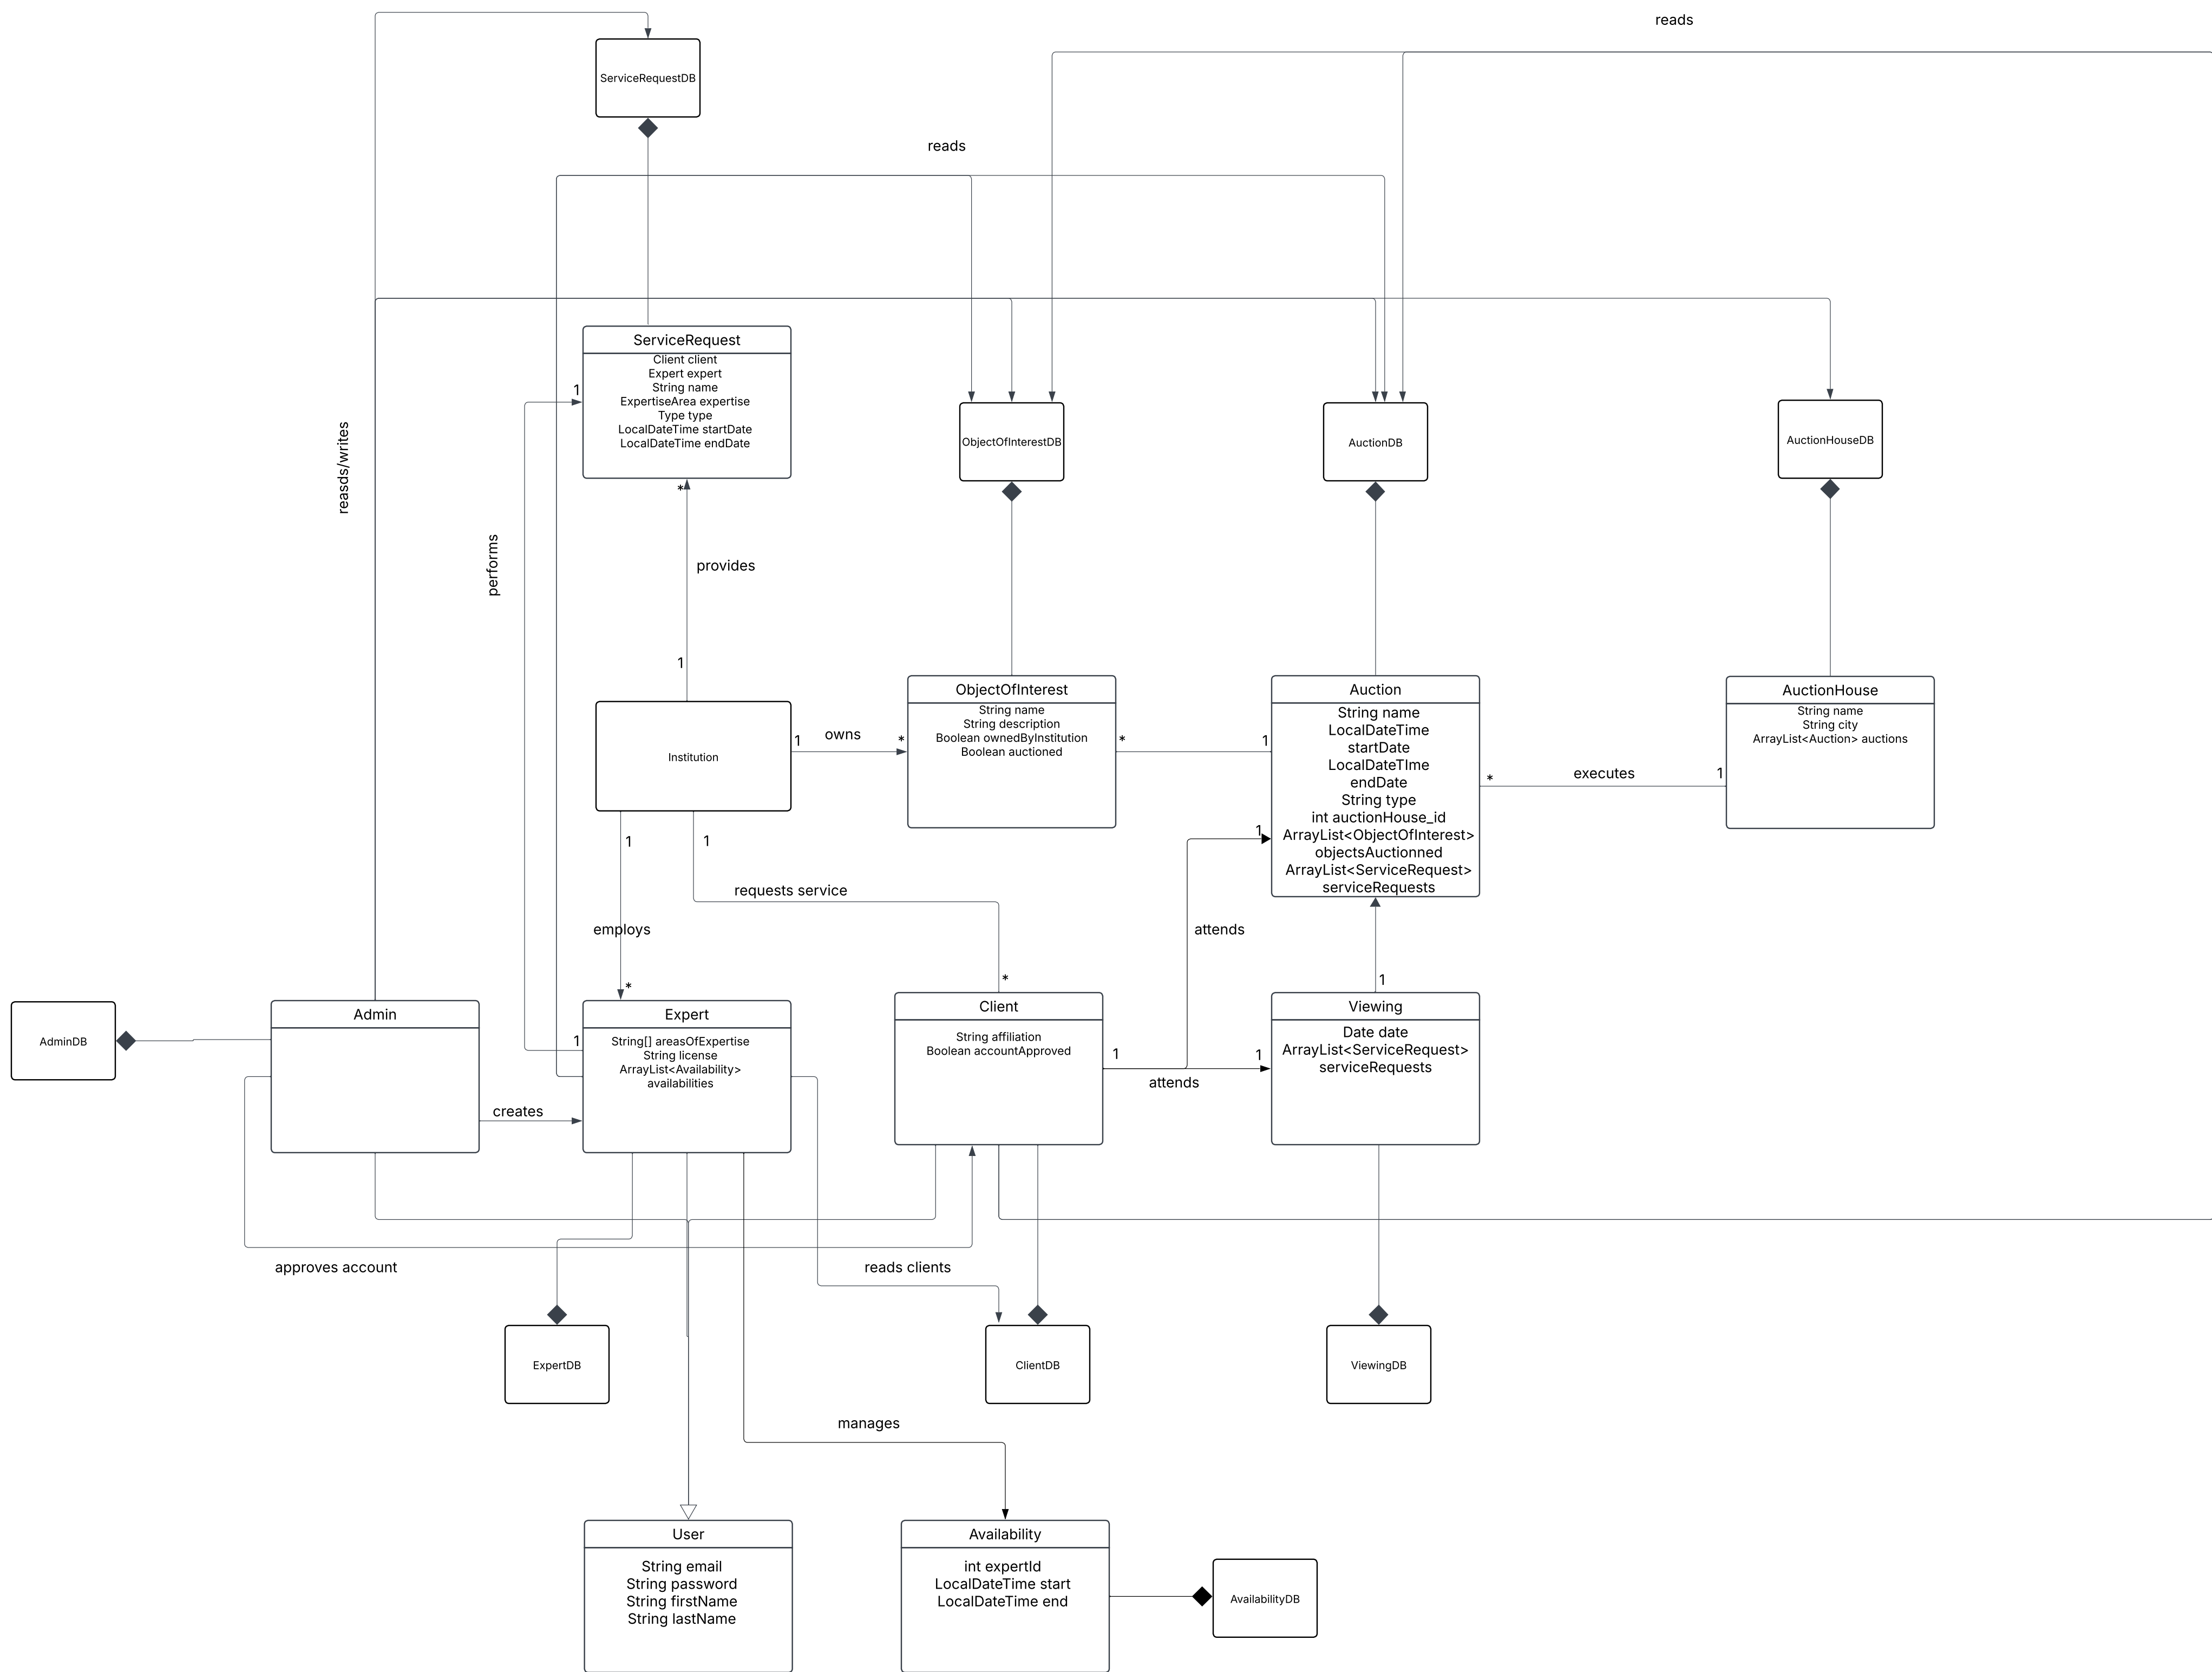 reads
ServiceRequestDB
reads
ServiceRequest
Client client
Expert expert
String name
ExpertiseArea expertise
Type type
LocalDateTime startDate
LocalDateTime endDate
1
*
reasds/writes
performs
provides
1
ObjectOfInterestDB
AuctionDB
AuctionHouseDB
Institution
1
owns
*
ObjectOfInterest
String name
String description
Boolean ownedByInstitution
Boolean auctioned
*
1
Auction
String name
LocalDateTime
startDate
LocalDateTIme
endDate
String type
int auctionHouse_id
ArrayList<ObjectOfInterest>
objectsAuctionned
ArrayList<ServiceRequest>
serviceRequests
*
executes
1
AuctionHouse
String name
String city
ArrayList<Auction> auctions
1
1
1
requests service
employs
attends
*
*
1
AdminDB
Admin
Expert
1
String[] areasOfExpertise
String license
ArrayList<Availability>
availabilities
Client
String affiliation
Boolean accountApproved
1
1
attends
Viewing
Date date
ArrayList<ServiceRequest>
serviceRequests
creates
approves account
reads clients
ExpertDB
ClientDB
ViewingDB
manages
User
String email
String password
String firstName
String lastName
Availability
int expertId
LocalDateTime start
LocalDateTime end
AvailabilityDB